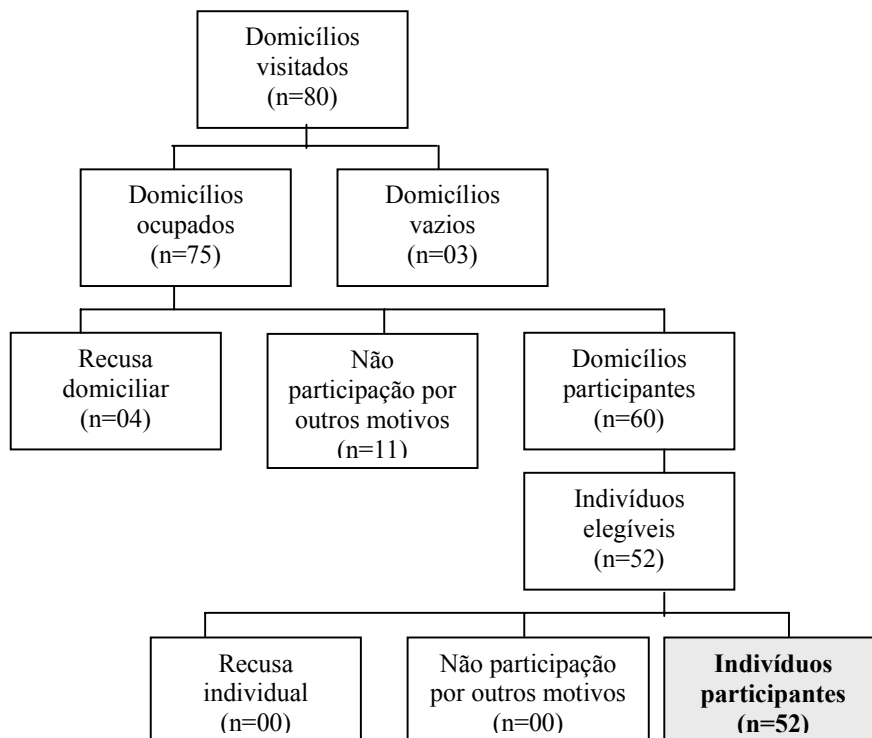 Domicílios
visitados
(n=80)
Domicílios
ocupados
(n=75)
Domicílios
vazios
(n=03)
Recusa
domiciliar
(n=04)
Não
participação por
outros motivos
(n=11)
Domicílios
participantes
(n=60)
Indivíduos
elegíveis
(n=52)
Recusa
individual
(n=00)
Não participação
por outros motivos
(n=00)
Indivíduos
participantes
(n=52)